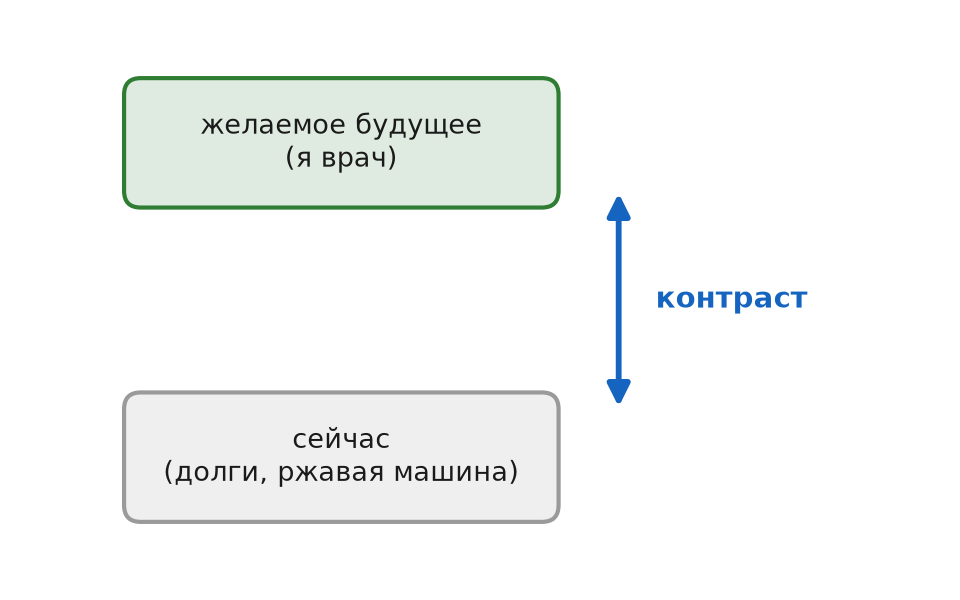 желаемое будущее
(я врач)
контраст
сейчас
(долги, ржавая машина)